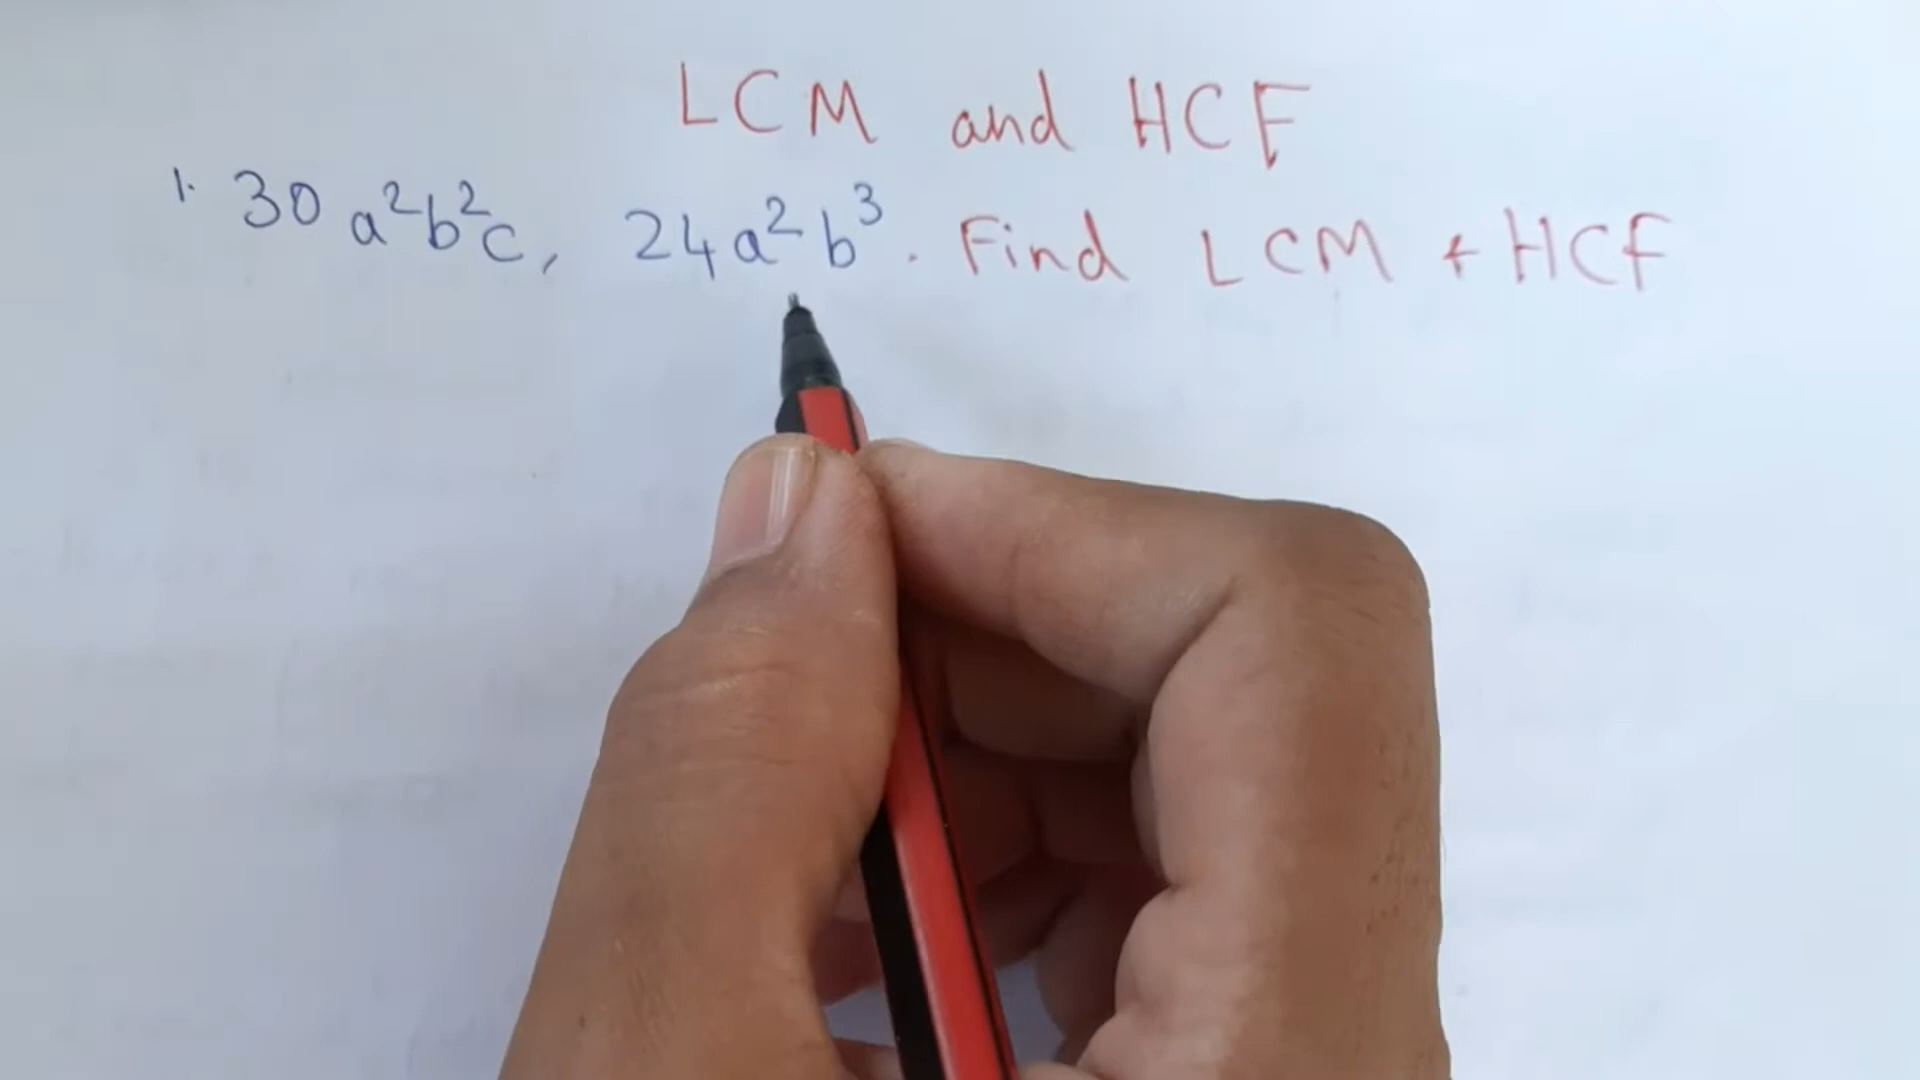 LCM and HCF
1. 30 a²b²c, 24a²b³. Find LCM + HCF